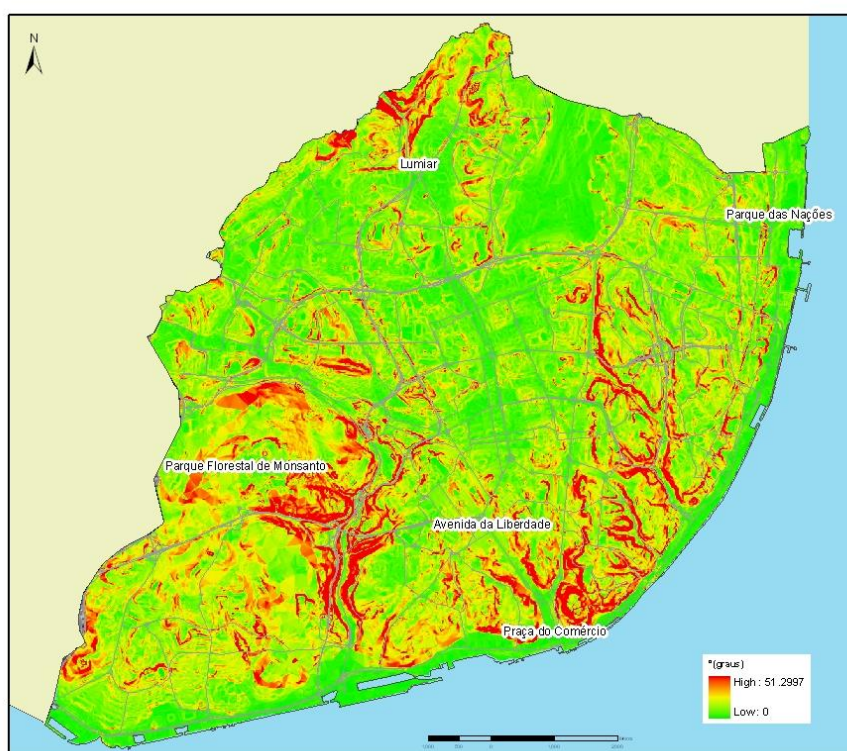 N
Lumiar
Parque das Nações
Parque Florestal de Monsanto
Avenida da Liberdade
Praça do Comércio
°(graus)
High : 51.2997
Low: 0